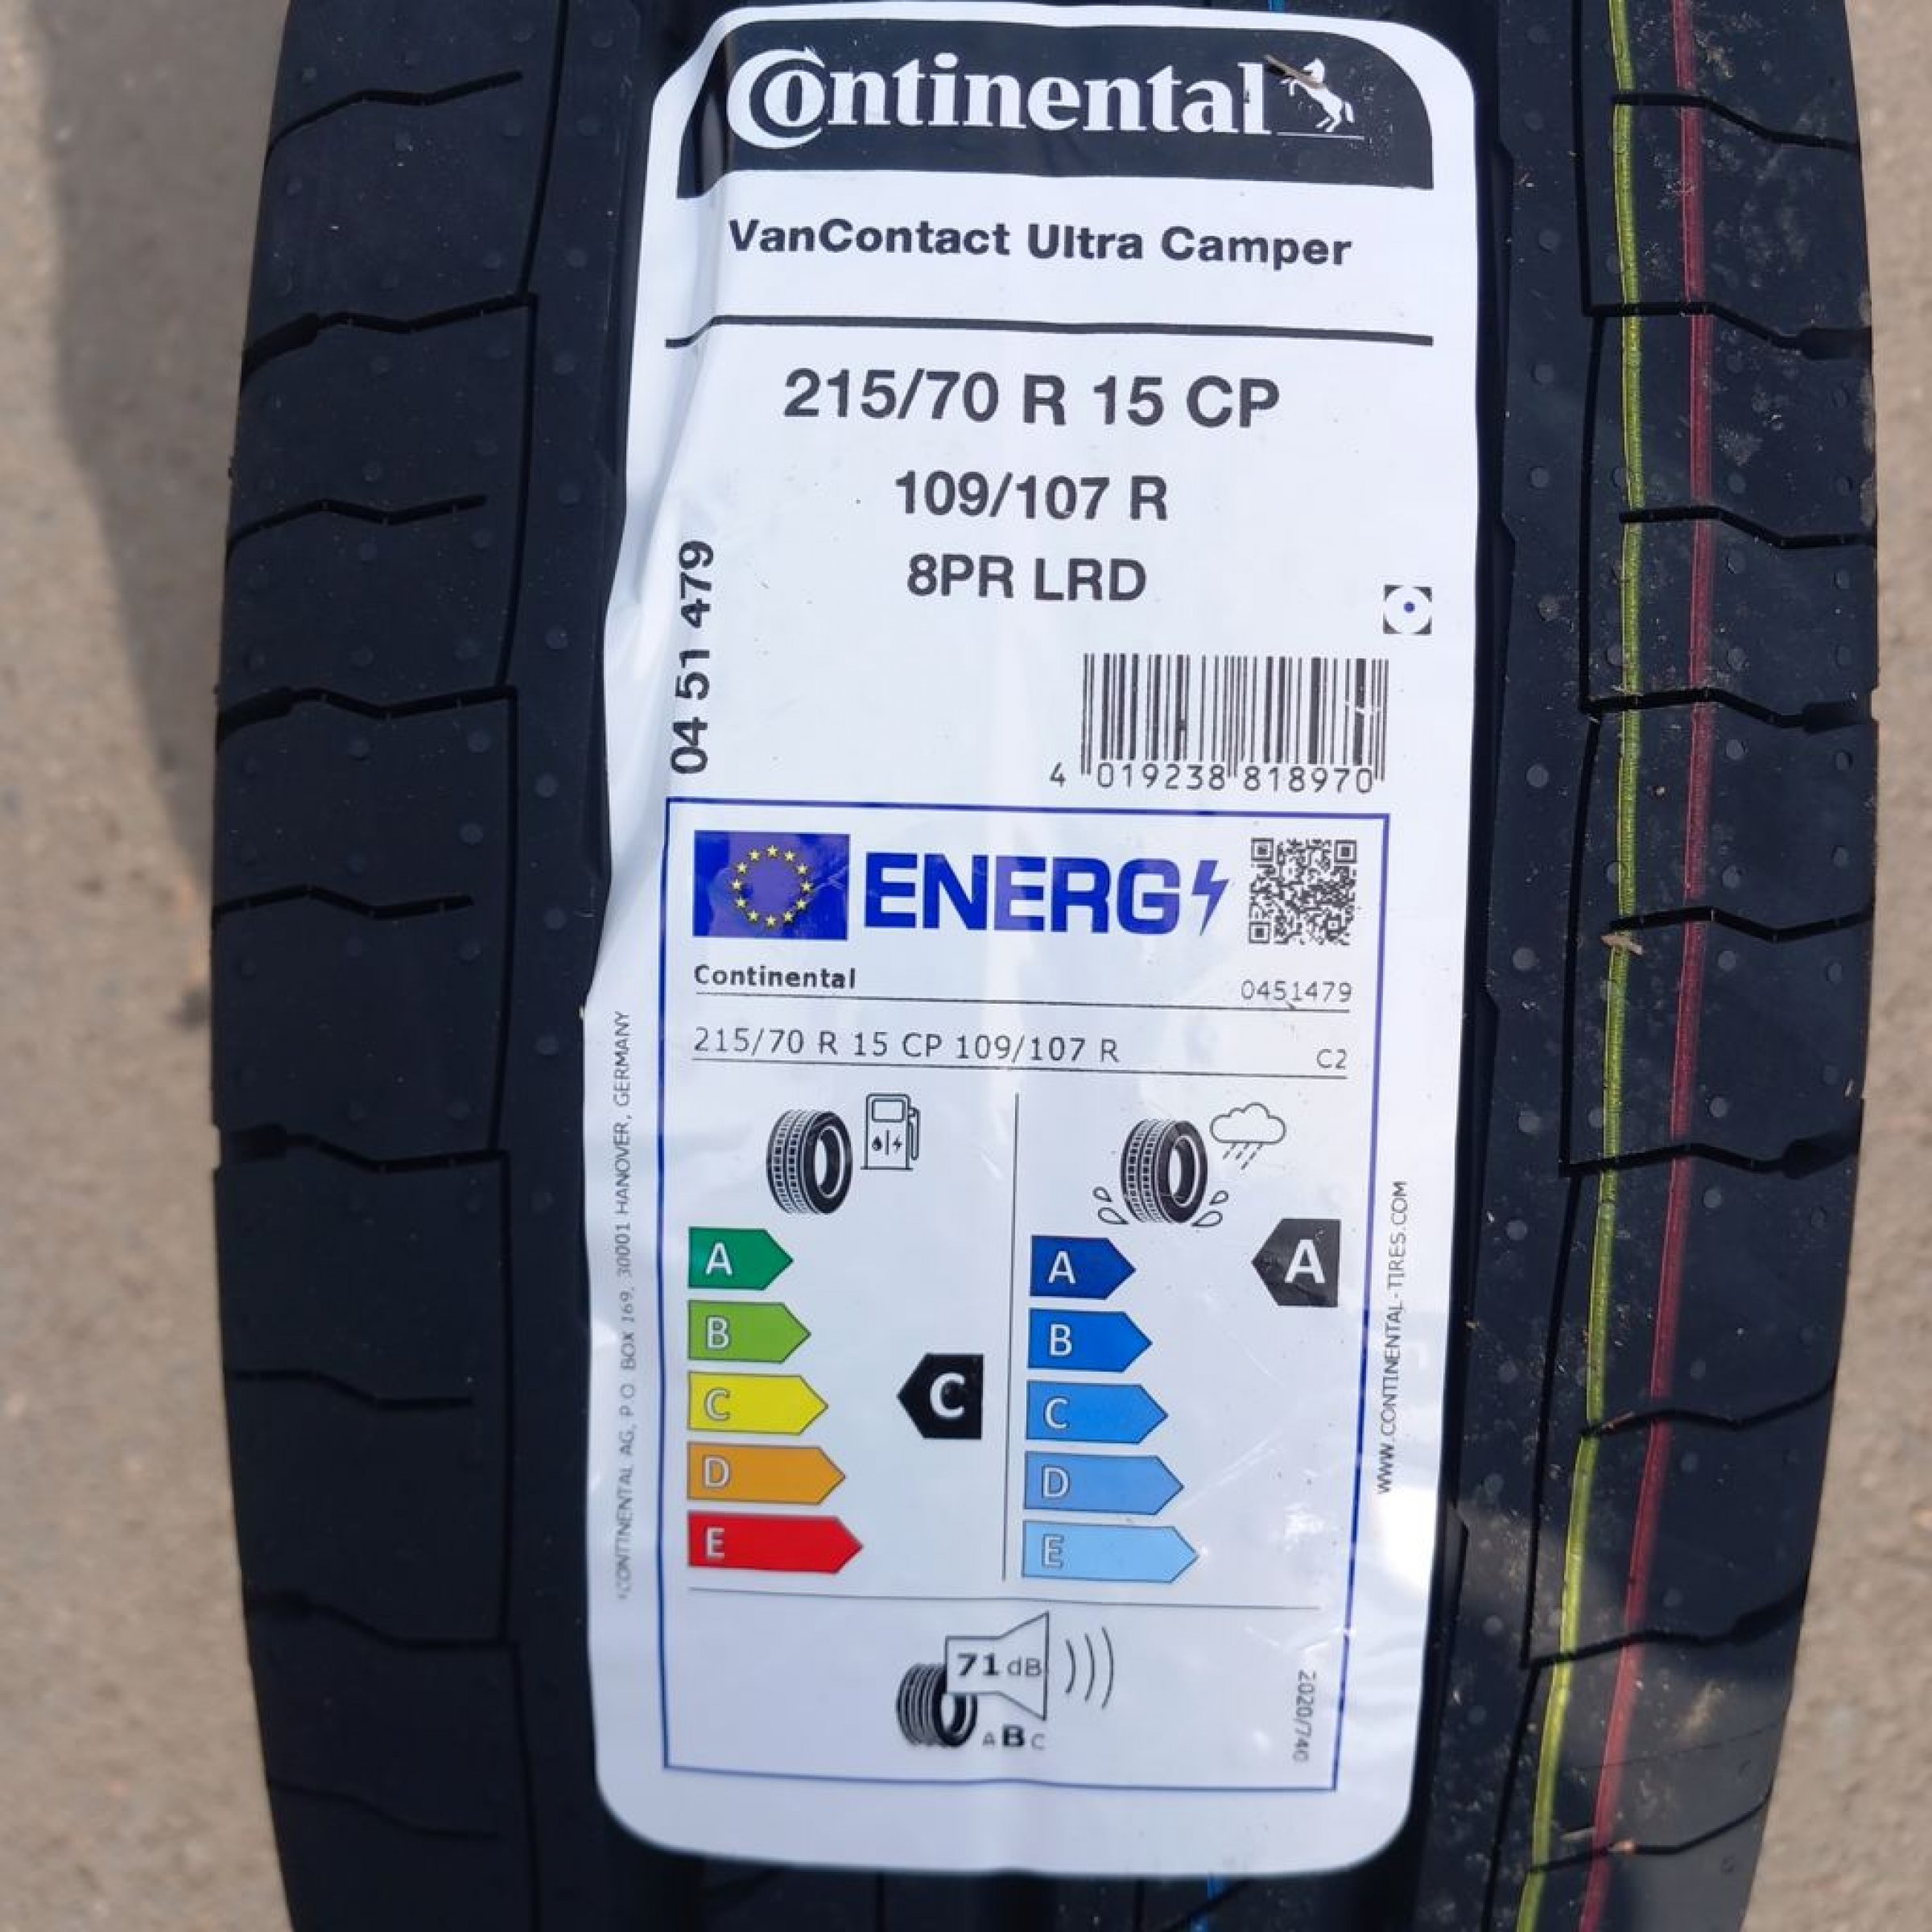 Continental
VanContact Ultra Camper
215/70 R 15 CP
109/107 R
8PR LRD
04 51 479
4 019238 818970
ENERG
Continental
0451479
215/70 R 15 CP 109/107 R
C2
A
B
C
D
E
C
A
B
C
D
E
A
71 dB
A B C
2020/740
CONTINENTAL AG, P.O. BOX 169, 30001 HANOVER, GERMANY
WWW.CONTINENTAL-TIRES.COM